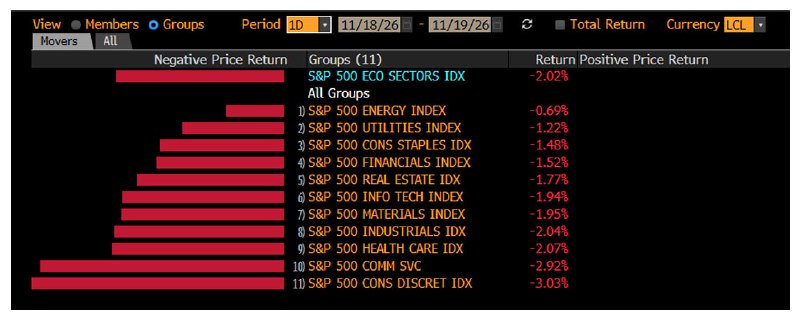 View Members Groups Period 1D 11/18/26 - 11/19/26 Total Return Currency LCL
Movers All
Negative Price Return Groups (11) Return Positive Price Return
S&P 500 ECO SECTORS IDX -2.02%
All Groups
1) S&P 500 ENERGY INDEX -0.69%
2) S&P 500 UTILITIES INDEX -1.22%
3) S&P 500 CONS STAPLES IDX -1.48%
4) S&P 500 FINANCIALS INDEX -1.52%
5) S&P 500 REAL ESTATE IDX -1.77%
6) S&P 500 INFO TECH INDEX -1.94%
7) S&P 500 MATERIALS INDEX -1.95%
8) S&P 500 INDUSTRIALS IDX -2.04%
9) S&P 500 HEALTH CARE IDX -2.07%
10) S&P 500 COMM SVC -2.92%
11) S&P 500 CONS DISCRET IDX -3.03%